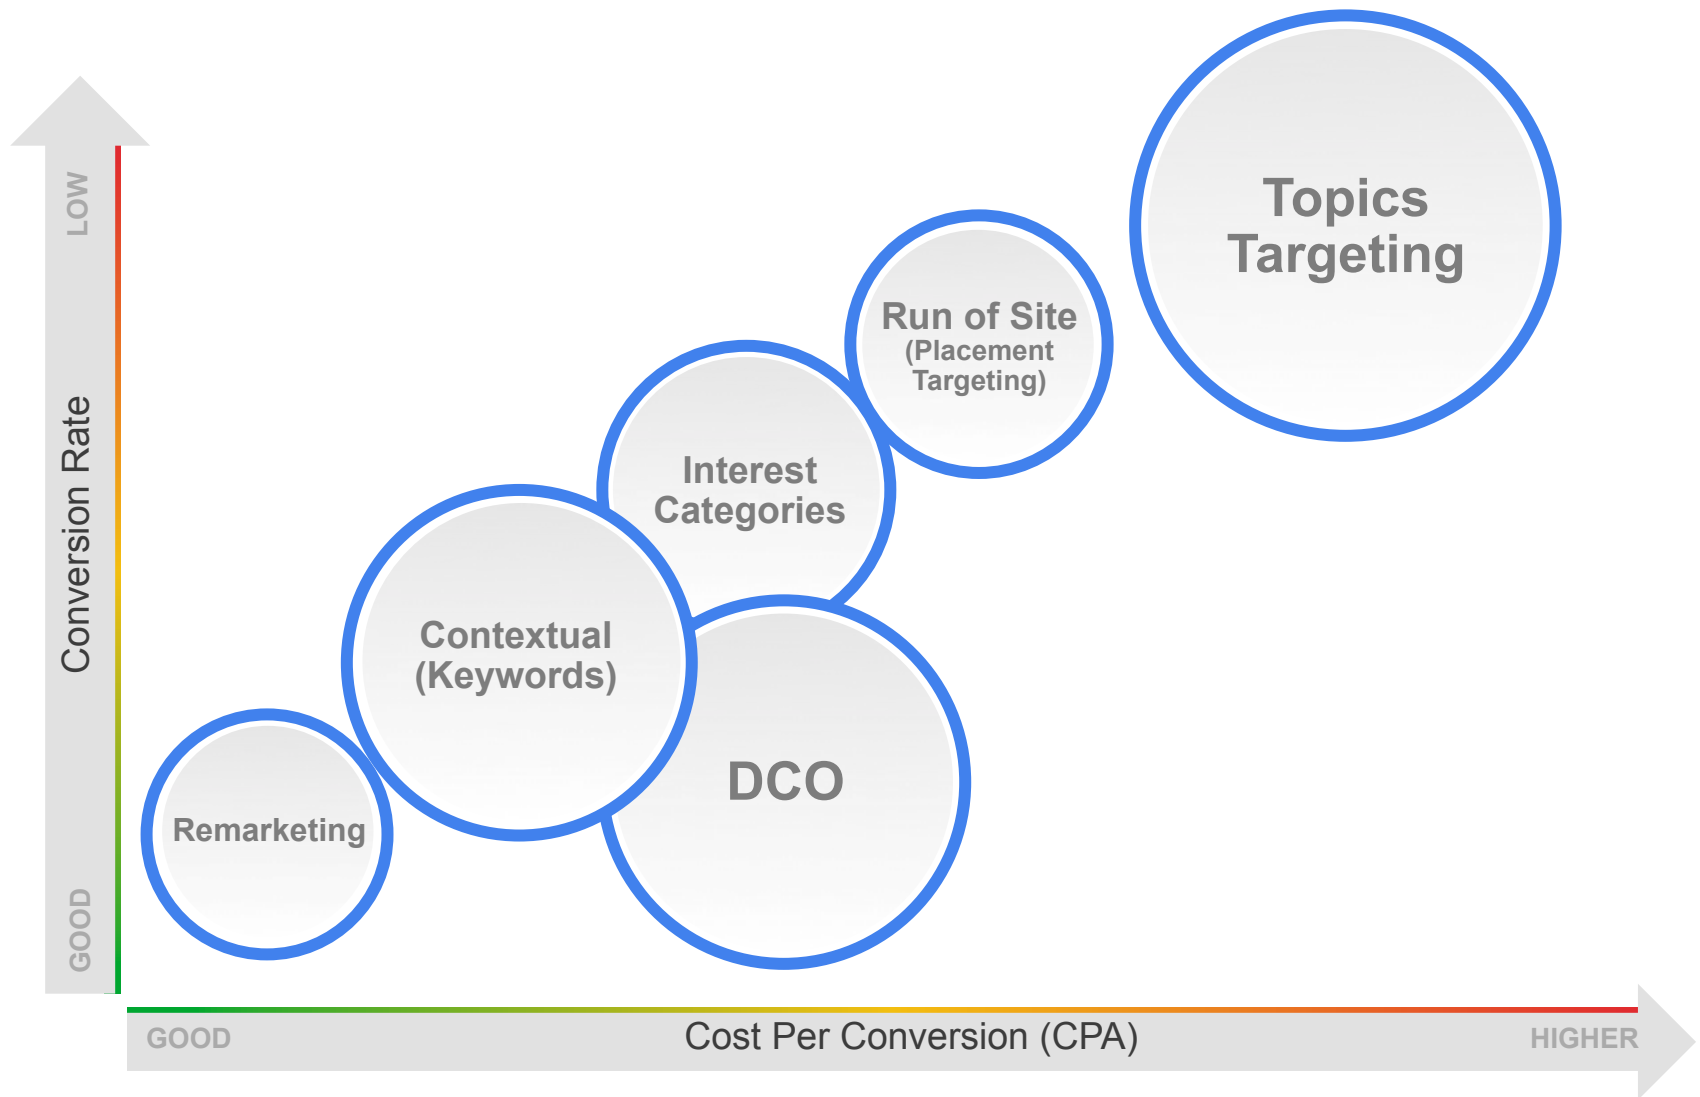 Topics
Targeting
LOW
Run of Site
(Placement
Targeting)
Interest
Categories
Conversion Rate
Contextual
(Keywords)
DCO
Remarketing
GOOD
GOOD
Cost Per Conversion (CPA)
HIGHER